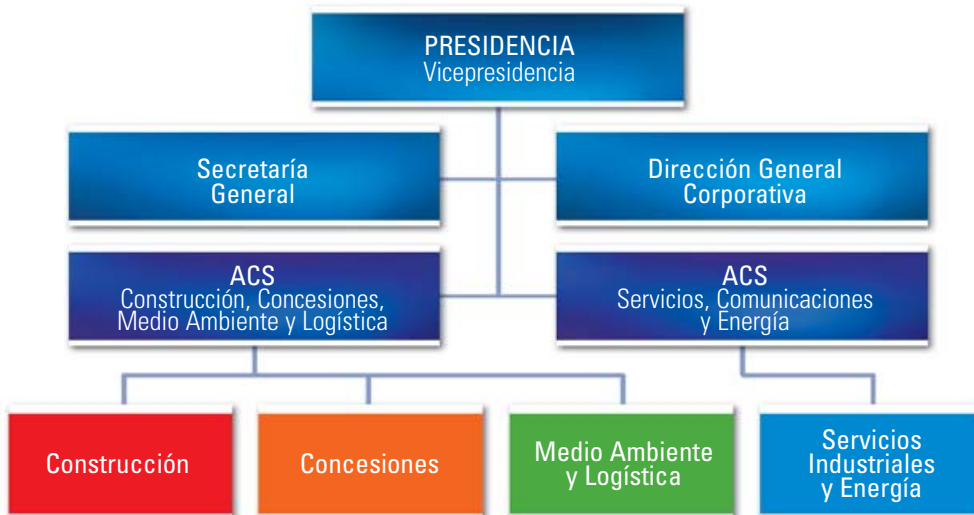 PRESIDENCIA
Vicepresidencia
Secretaría
General
Dirección General
Corporativa
ACS
Construcción, Concesiones,
Medio Ambiente y Logística
ACS
Servicios, Comunicaciones
y Energía
Construcción
Concesiones
Medio Ambiente
y Logística
Servicios
Industriales
y Energía